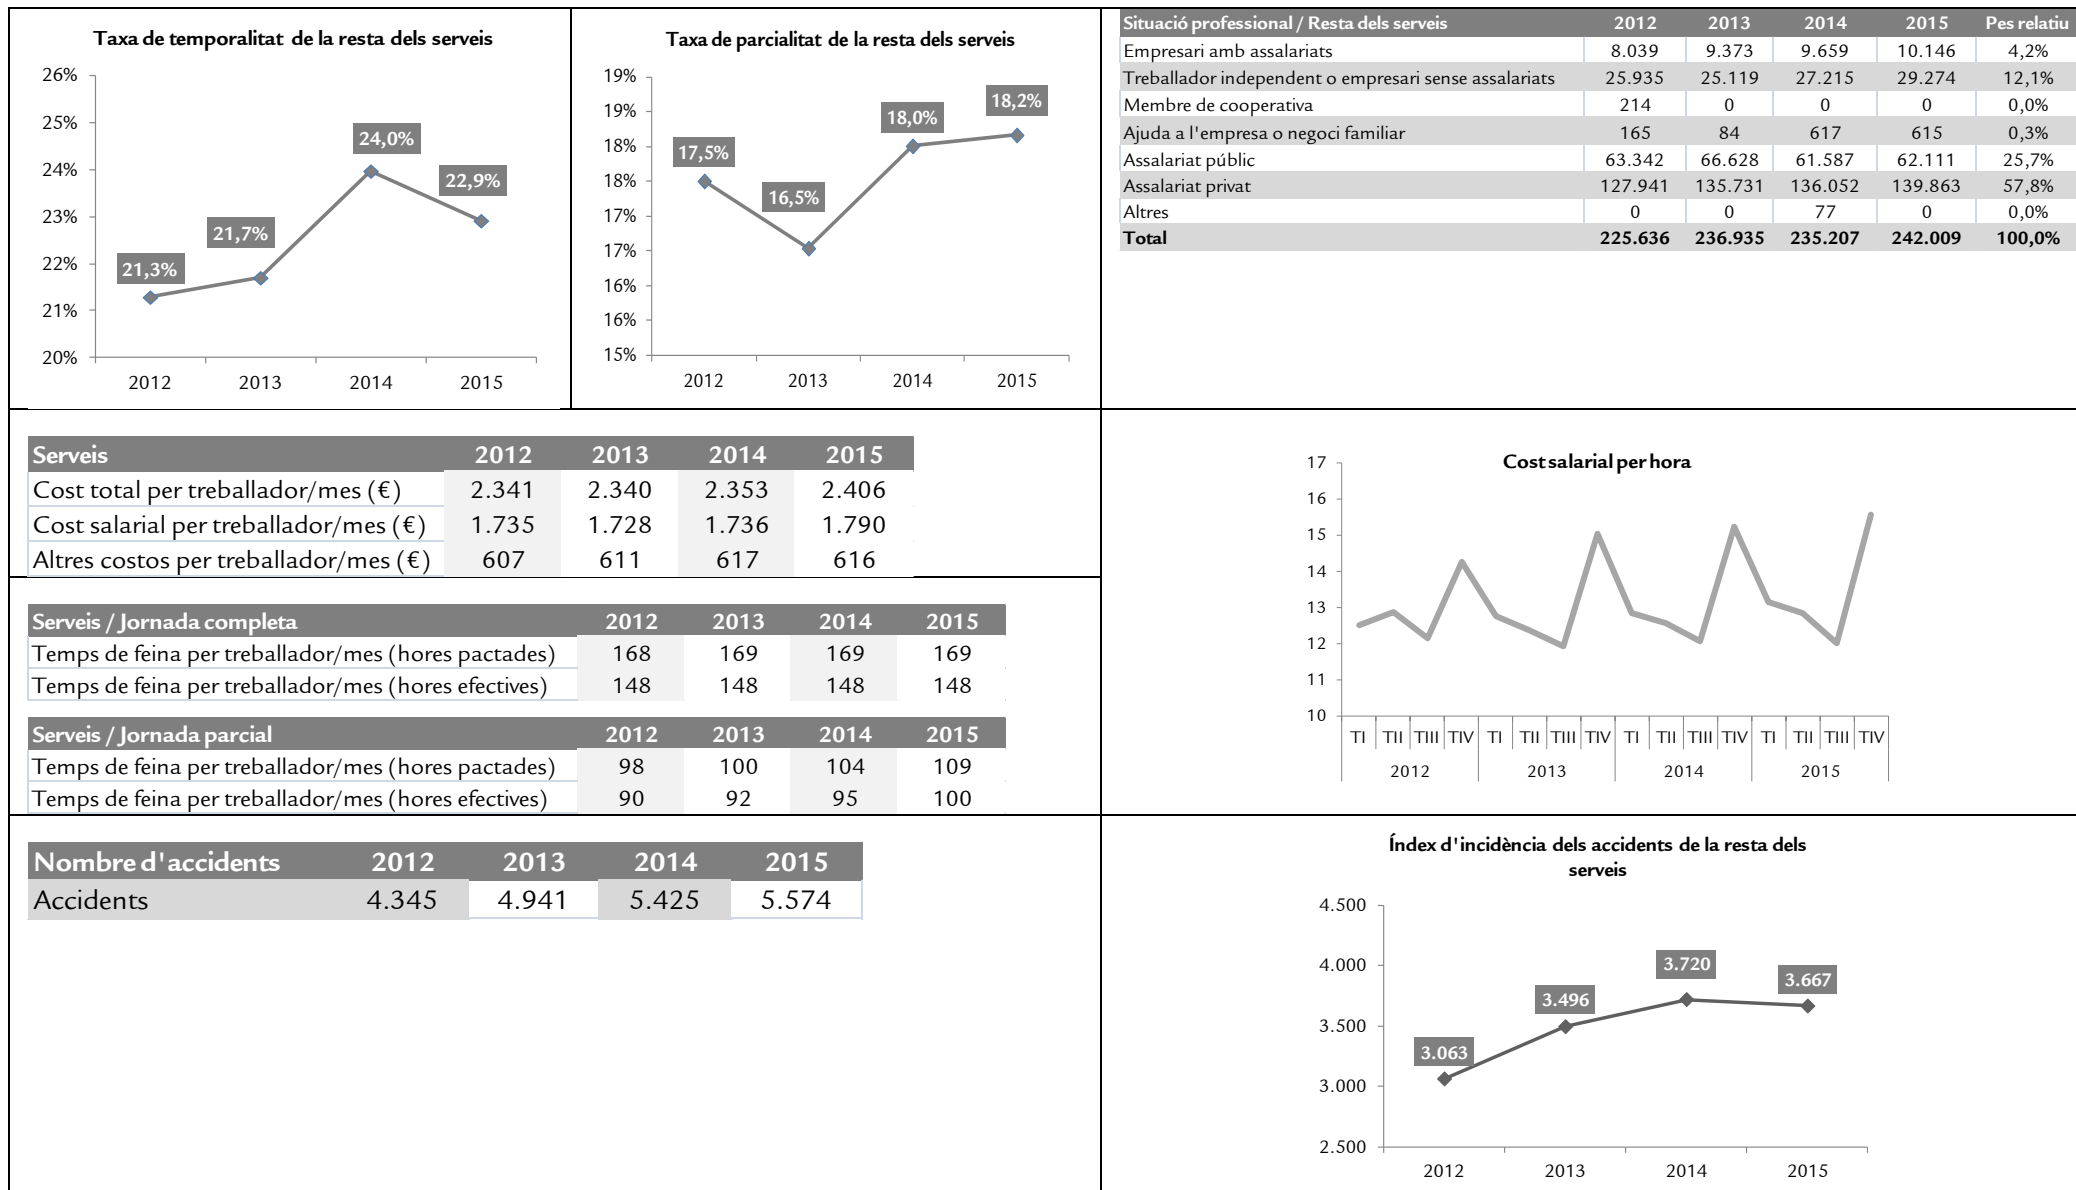 Taxa de temporalitat de la resta dels serveis
26%
25%
24%
23%
22%
21%
20%
21,3%
21,7%
24,0%
22,9%
2012 2013 2014 2015
Taxa de parcialitat de la resta dels serveis
19%
19%
18%
18%
17%
17%
16%
16%
15%
17,5%
16,5%
18,0%
18,2%
2012 2013 2014 2015
Situació professional / Resta dels serveis 2012 2013 2014 2015 Pes relatiu
Empresari amb assalariats 8.039 9.373 9.659 10.146 4,2%
Treballador independent o empresari sense assalariats 25.935 25.119 27.215 29.274 12,1%
Membre de cooperativa 214 0 0 0 0,0%
Ajuda a l'empresa o negoci familiar 165 84 617 615 0,3%
Assalariat públic 63.342 66.628 61.587 62.111 25,7%
Assalariat privat 127.941 135.731 136.052 139.863 57,8%
Altres 0 0 77 0 0,0%
Total 225.636 236.935 235.207 242.009 100,0%
Serveis 2012 2013 2014 2015
Cost total per treballador/mes (€) 2.341 2.340 2.353 2.406
Cost salarial per treballador/mes (€) 1.735 1.728 1.736 1.790
Altres costos per treballador/mes (€) 607 611 617 616
Serveis / Jornada completa 2012 2013 2014 2015
Temps de feina per treballador/mes (hores pactades) 168 169 169 169
Temps de feina per treballador/mes (hores efectives) 148 148 148 148
Serveis / Jornada parcial 2012 2013 2014 2015
Temps de feina per treballador/mes (hores pactades) 98 100 104 109
Temps de feina per treballador/mes (hores efectives) 90 92 95 100
Cost salarial per hora
17
16
15
14
13
12
11
10
TI TII TIII TIV TI TII TIII TIV TI TII TIII TIV TI TII TIII TIV
2012 2013 2014 2015
Nombre d'accidents 2012 2013 2014 2015
Accidents 4.345 4.941 5.425 5.574
Índex d'incidència dels accidents de la resta dels
serveis
4.500
4.000
3.500
3.000
2.500
3.063
3.496
3.720
3.667
2012 2013 2014 2015